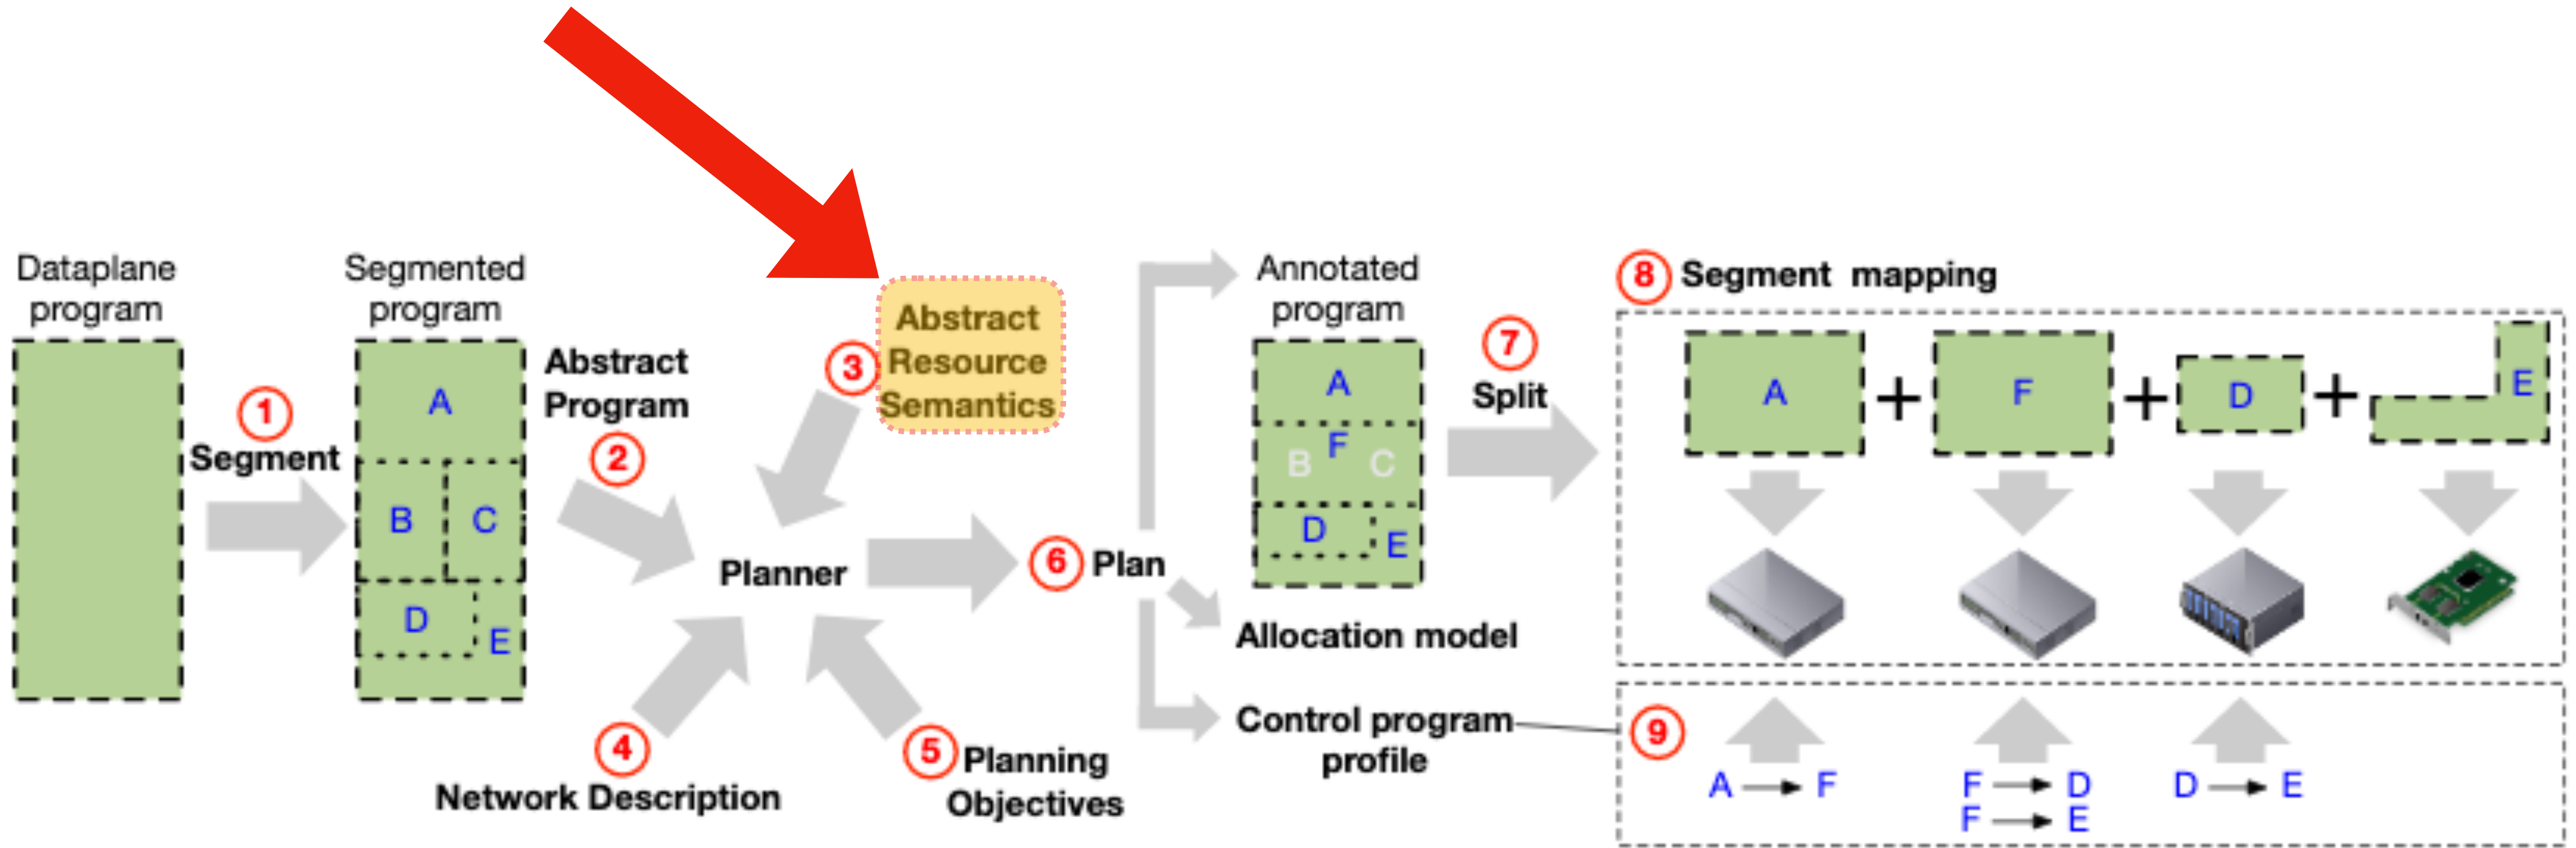 Dataplane
program
1
Segment
Segmented
program
A
B
C
D
E
Abstract
Program
2
3
Abstract
Resource
Semantics
Planner
4
Network Description
5
Planning
Objectives
6
Plan
Annotated
program
A
F
B
C
D
E
Allocation model
Control program
profile
7
Split
8
Segment mapping
A
+
F
+
D
+
E
9
A F
F D
F E
D E